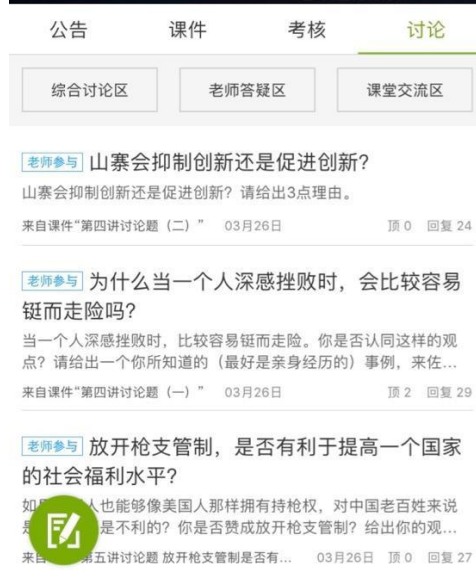 公告 课件 考核 讨论
综合讨论区 老师答疑区 课堂交流区
老师参与 山寨会抑制创新还是促进创新?
山寨会抑制创新还是促进创新? 请给出3点理由。
来自课件“第四讲讨论题（二）” 03月26日 顶 0 回复 24
老师参与 为什么当一个人深感挫败时，会比较容易
铤而走险吗?
当一个人深感挫败时，比较容易铤而走险。你是否认同这样的观
点? 请给出一个你所知道的（最好是亲身经历的）事例，来佐...
来自课件“第四讲讨论题（一）” 03月26日 顶 2 回复 29
老师参与 放开枪支管制，是否有利于提高一个国家
的社会福利水平?
如 人也能够像美国人那样拥有持枪权，对中国老百姓来说
是不利的? 你是否赞成放开枪支管制? 给出你的观...
来自 第五讲讨论题 放开枪支管制是否有... 03月26日 顶 0 回复 27